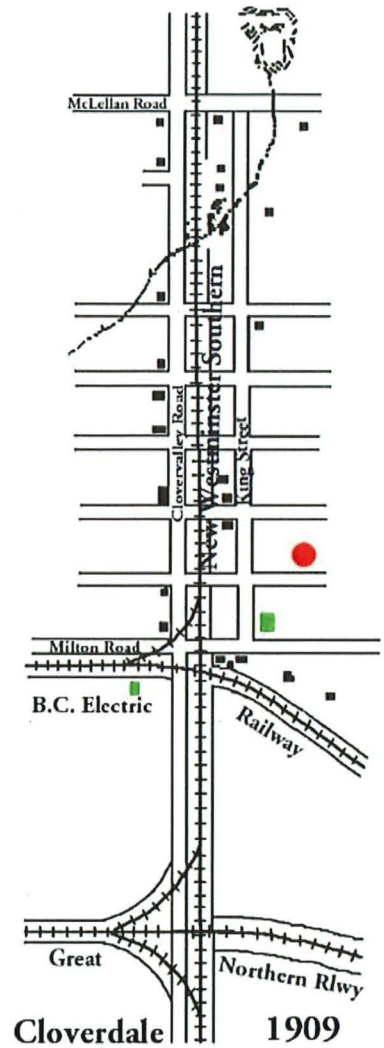 McLellan Road
New Westminster Southern
Clovervalley Road
King Street
Milton Road
B.C. Electric
Railway
Great
Northern Rlwy
Cloverdale 1909